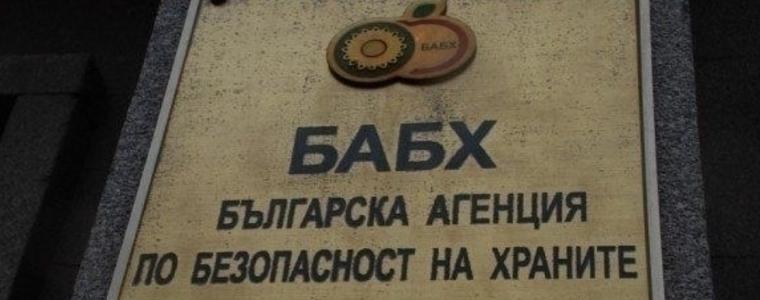 БАБХ
БАБХ
БЪЛГАРСКА АГЕНЦИЯ
ПО БЕЗОПАСНОСТ НА ХРАНИТЕ